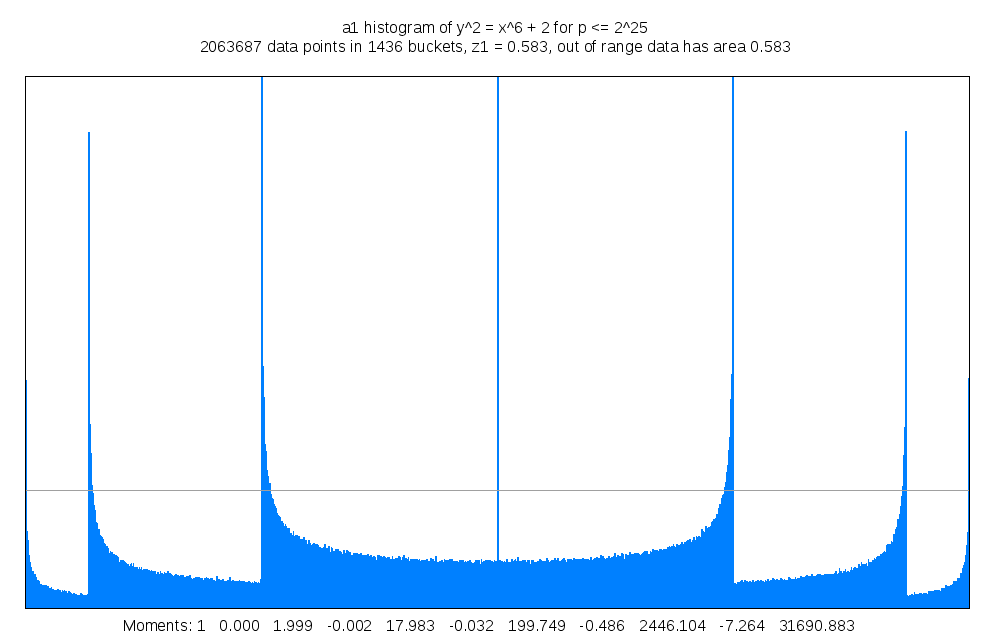 a1 histogram of y^2 = x^6 + 2 for p <= 2^25
2063687 data points in 1436 buckets, z1 = 0.583, out of range data has area 0.583
Moments: 1 0.000 1.999 -0.002 17.983 -0.032 199.749 -0.486 2446.104 -7.264 31690.883